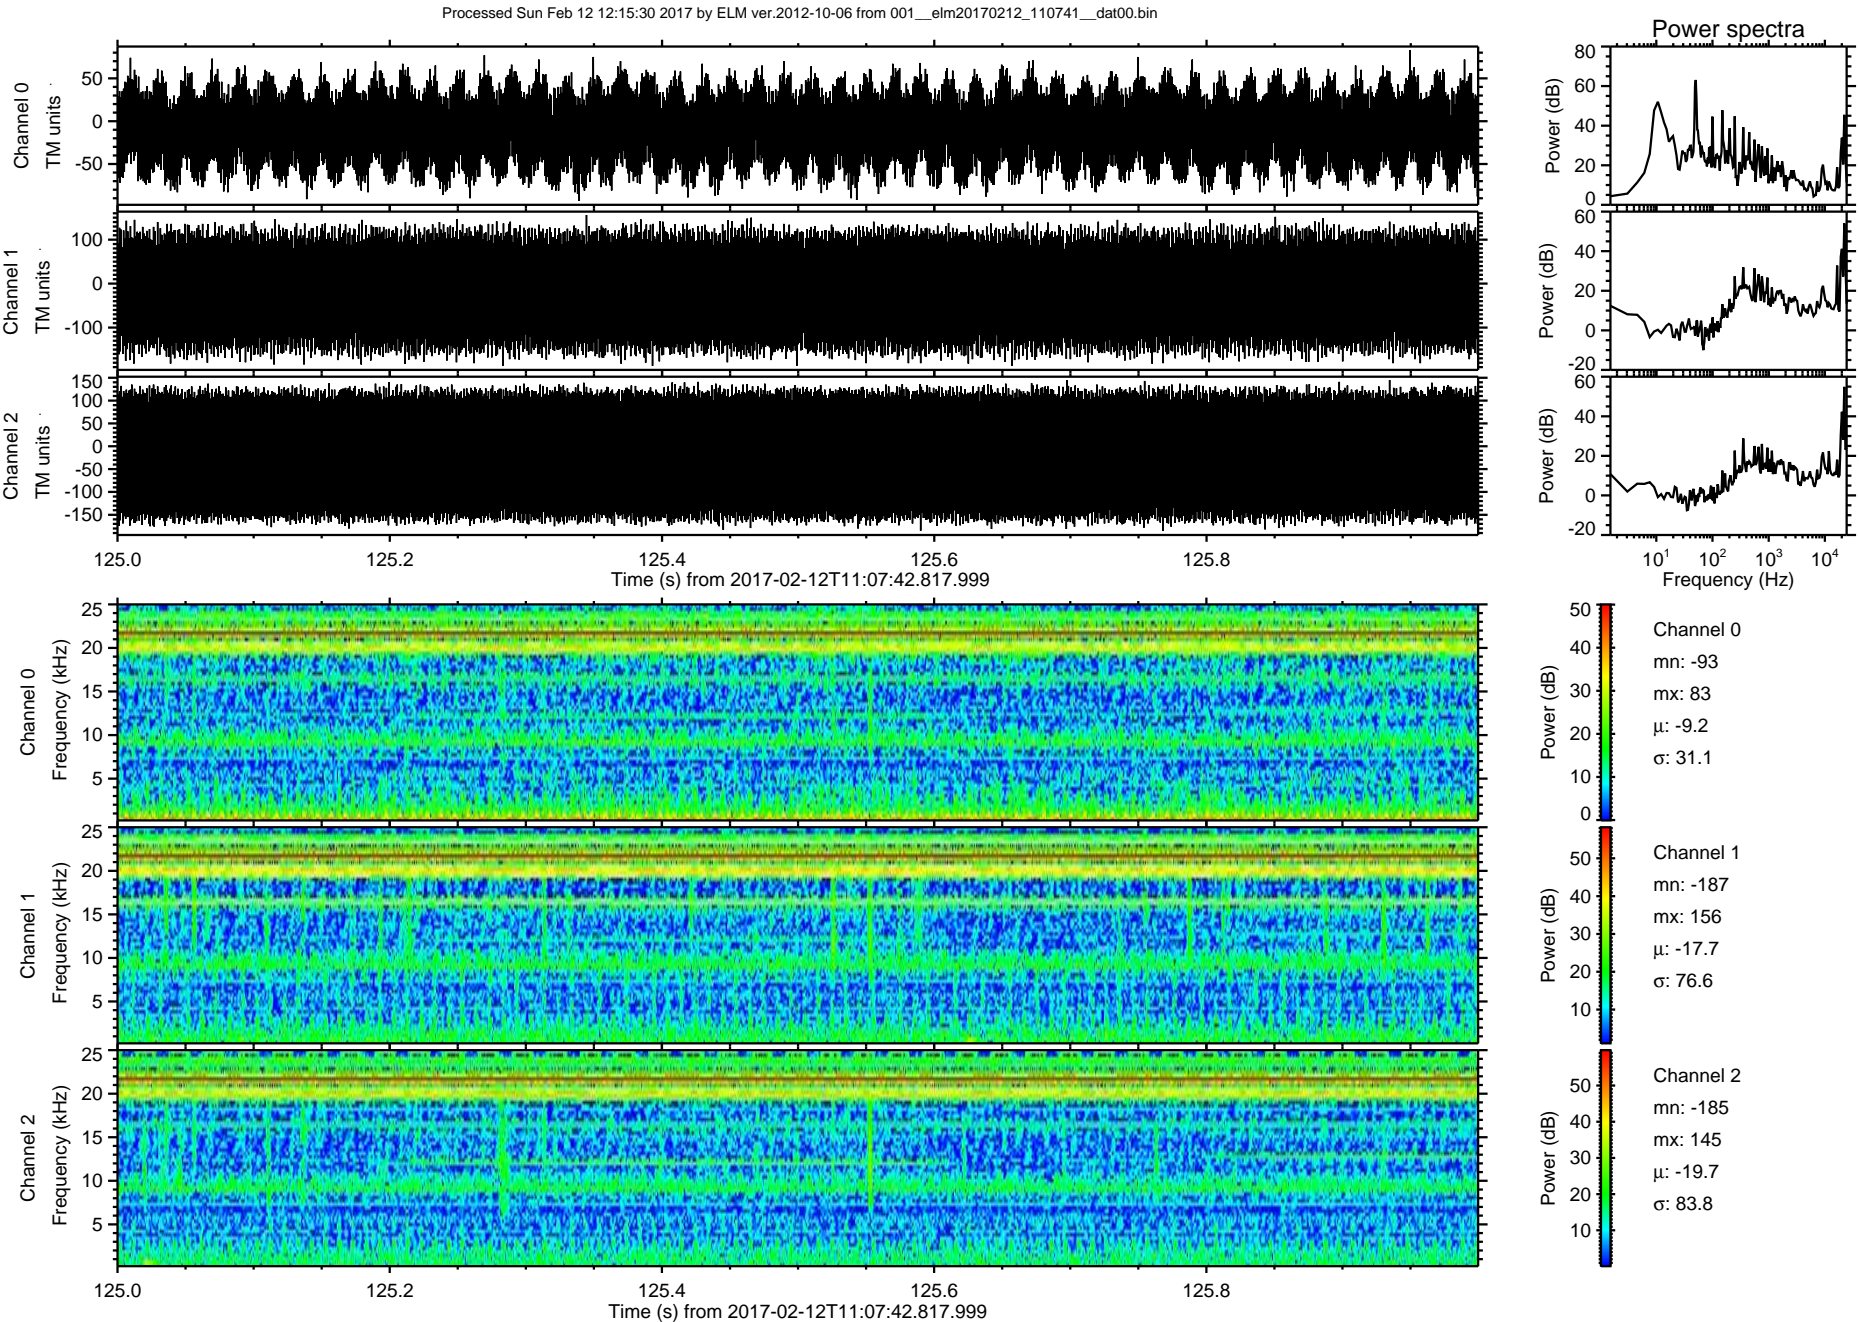 Processed Sun Feb 12 12:15:30 2017 by ELM ver.2012-10-06 from 001__elm20170212_110741__dat00.bin
Power spectra
Channel 0
TM units
50
0
-50
Power (dB)
80
60
40
20
0
Channel 1
TM units
100
0
-100
Power (dB)
60
40
20
0
-20
Channel 2
TM units
150
100
50
0
-50
-100
-150
Power (dB)
60
40
20
0
-20
125.0 125.2 125.4 125.6 125.8
Time (s) from 2017-02-12T11:07:42.817.999
10¹ 10² 10³ 10⁴
Frequency (Hz)
Channel 0
Frequency (kHz)
25
20
15
10
5
Power (dB)
50
40
30
20
10
0
Channel 0
mn: -93
mx: 83
μ: -9.2
σ: 31.1
Channel 1
Frequency (kHz)
25
20
15
10
5
Power (dB)
50
40
30
20
10
Channel 1
mn: -187
mx: 156
μ: -17.7
σ: 76.6
Channel 2
Frequency (kHz)
25
20
15
10
5
Power (dB)
50
40
30
20
10
Channel 2
mn: -185
mx: 145
μ: -19.7
σ: 83.8
125.0 125.2 125.4 125.6 125.8
Time (s) from 2017-02-12T11:07:42.817.999